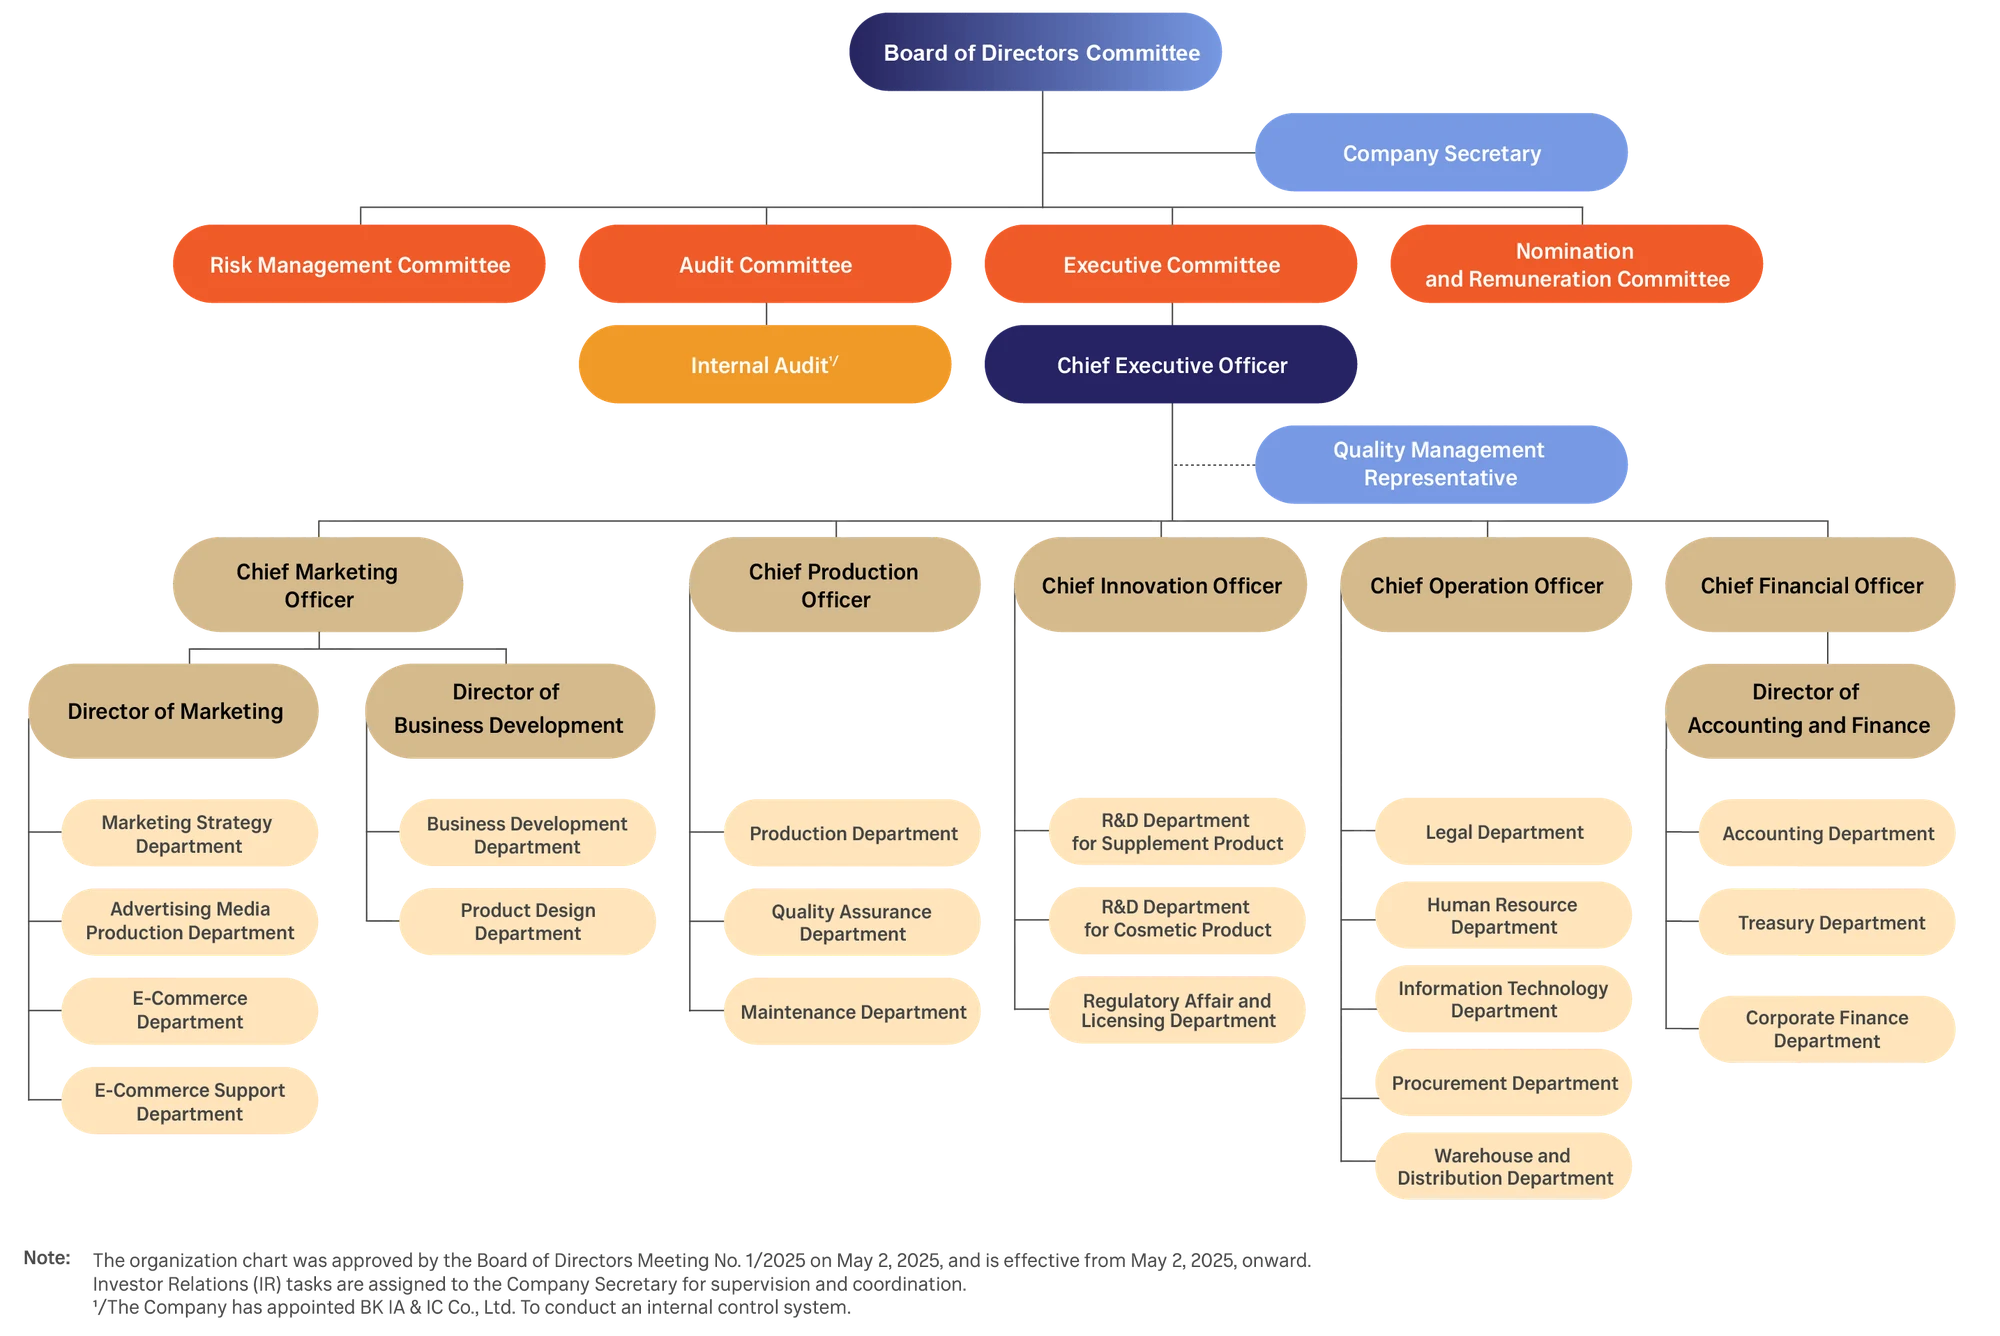 Board of Directors Committee
Company Secretary
Risk Management Committee
Audit Committee
Executive Committee
Nomination
and Remuneration Committee
Internal Audit¹/
Chief Executive Officer
Quality Management
Representative
Chief Marketing
Officer
Chief Production
Officer
Chief Innovation Officer
Chief Operation Officer
Chief Financial Officer
Director of Marketing
Director of
Business Development
Director of
Accounting and Finance
Marketing Strategy
Department
Advertising Media
Production Department
E-Commerce
Department
E-Commerce Support
Department
Business Development
Department
Product Design
Department
Production Department
Quality Assurance
Department
Maintenance Department
R&D Department
for Supplement Product
R&D Department
for Cosmetic Product
Regulatory Affair and
Licensing Department
Legal Department
Human Resource
Department
Information Technology
Department
Procurement Department
Warehouse and
Distribution Department
Accounting Department
Treasury Department
Corporate Finance
Department
Note: The organization chart was approved by the Board of Directors Meeting No. 1/2025 on May 2, 2025, and is effective from May 2, 2025, onward.
Investor Relations (IR) tasks are assigned to the Company Secretary for supervision and coordination.
¹/The Company has appointed BK IA & IC Co., Ltd. To conduct an internal control system.